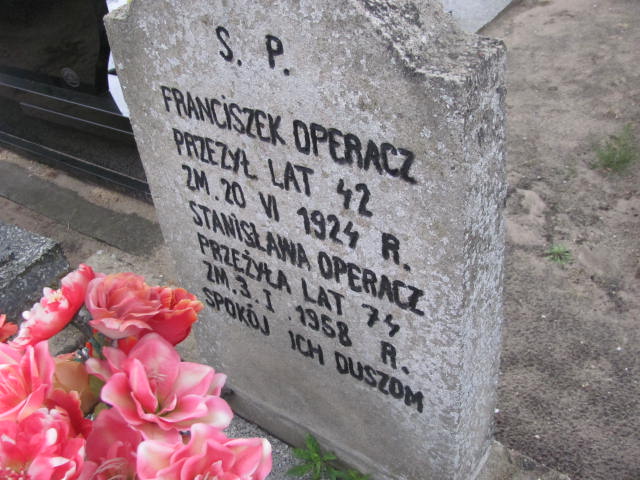 S. P.
FRANCISZEK OPERACZ
PRZEŻYŁ LAT 42
ZM. 20 VI 1924 R.
STANISŁAWA OPERACZ
PRZEŻYŁA LAT 74
ZM. 3. I. 1958 R.
SPOKÓJ ICH DUSZOM